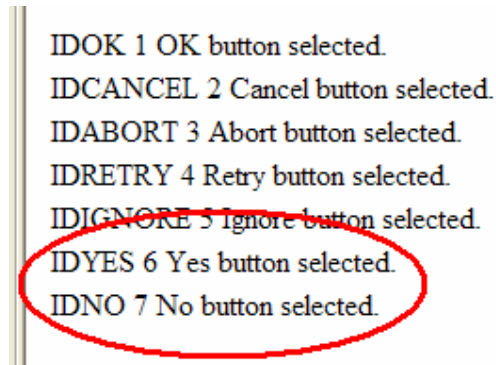 IDOK 1 OK button selected.
IDCANCEL 2 Cancel button selected.
IDABORT 3 Abort button selected.
IDRETRY 4 Retry button selected.
IDIGNORE 5 Ignore button selected.
IDYES 6 Yes button selected.
IDNO 7 No button selected.